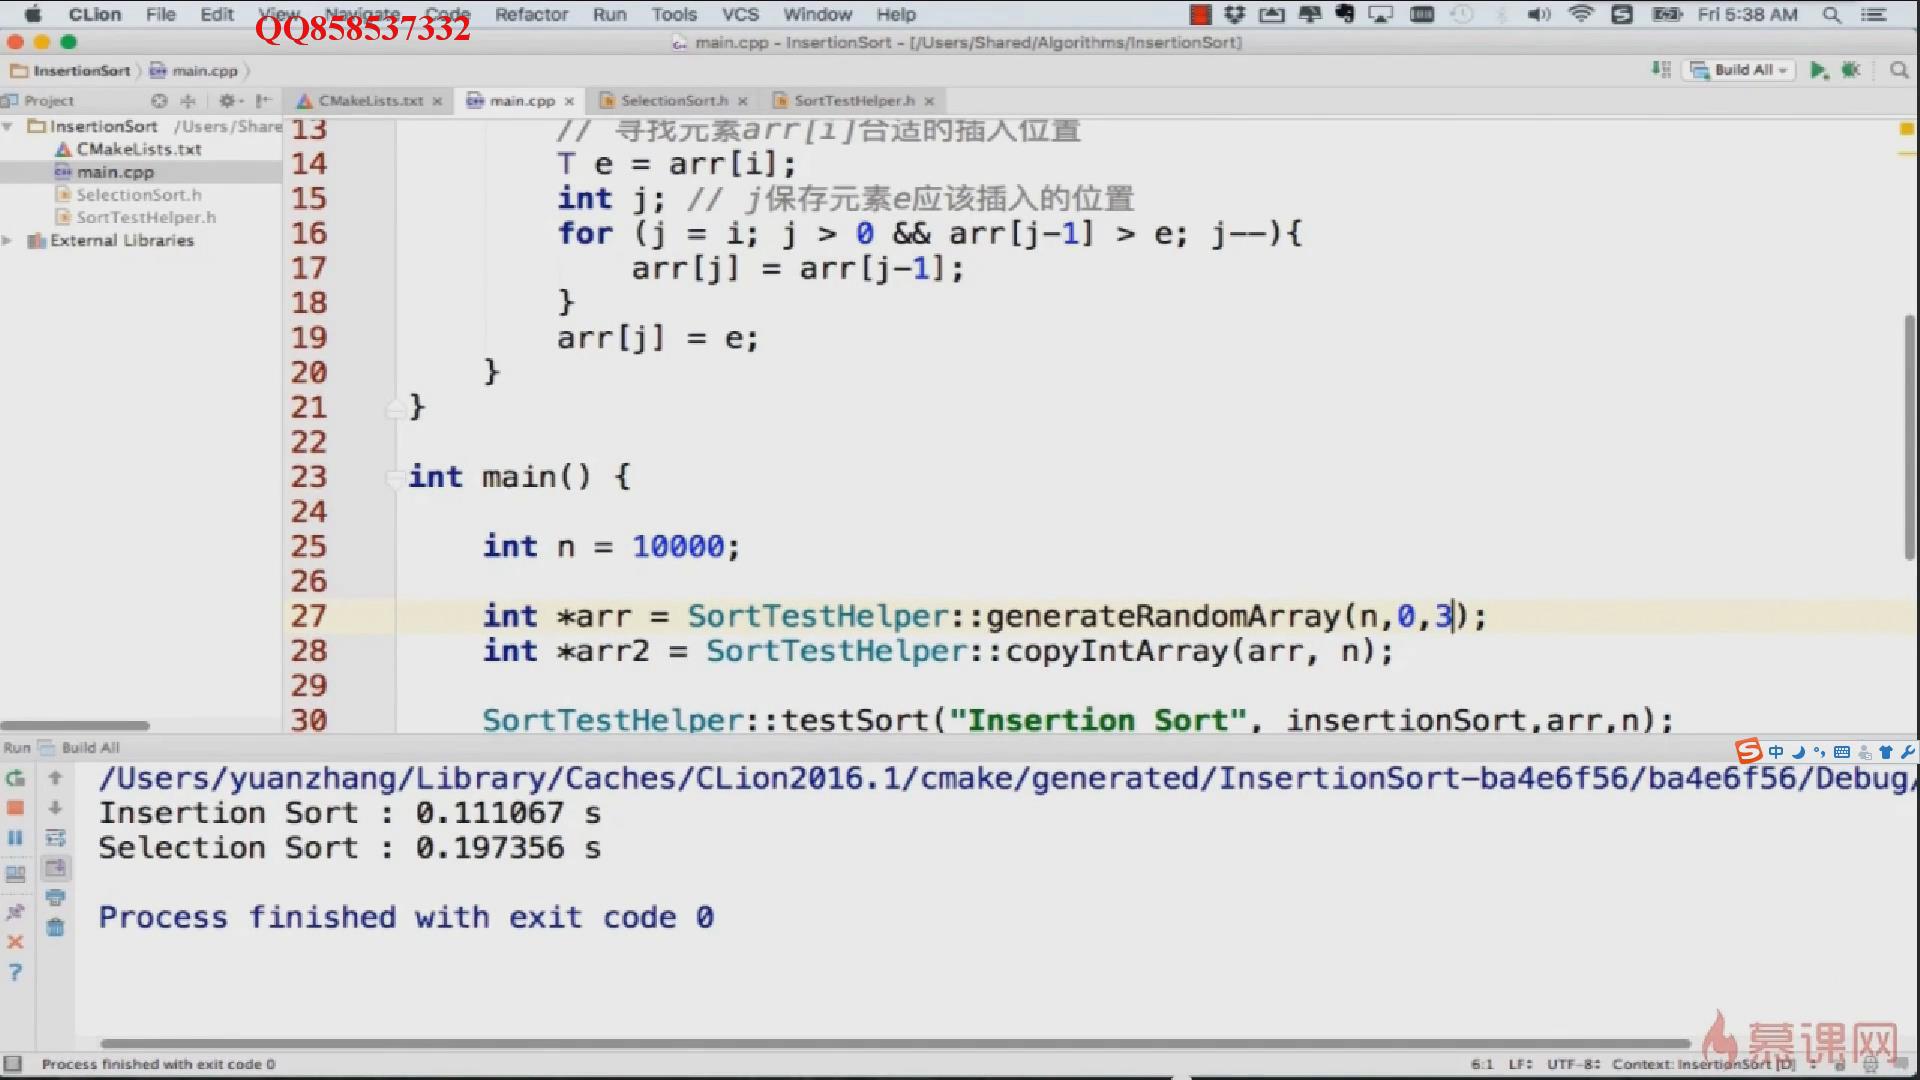 CLion File Edit View Navigate Code Refactor Run Tools VCS Window Help Fri 5:38 AM
QQ858537332
main.cpp - InsertionSort - [/Users/Shared/Algorithms/InsertionSort]
InsertionSort main.cpp Build All
Project CMakeLists.txt main.cpp SelectionSort.h SortTestHelper.h
InsertionSort /Users/Share
CMakeLists.txt
main.cpp
SelectionSort.h
SortTestHelper.h
External Libraries
13 // 寻找元素arr[i]合适的插入位置
14 T e = arr[i];
15 int j; // j保存元素e应该插入的位置
16 for (j = i; j > 0 && arr[j-1] > e; j--){
17 arr[j] = arr[j-1];
18 }
19 arr[j] = e;
20 }
21 }
22
23 int main() {
24
25 int n = 10000;
26
27 int *arr = SortTestHelper::generateRandomArray(n,0,3);
28 int *arr2 = SortTestHelper::copyIntArray(arr, n);
29
30 SortTestHelper::testSort("Insertion Sort", insertionSort,arr,n);
Run Build All
中
/Users/yuanzhang/Library/Caches/CLion2016.1/cmake/generated/InsertionSort-ba4e6f56/ba4e6f56/Debug/
Insertion Sort : 0.111067 s
Selection Sort : 0.197356 s
Process finished with exit code 0
慕课网
Process finished with exit code 0 6:1 LF÷ UTF-8÷ Context: InsertionSort [D]